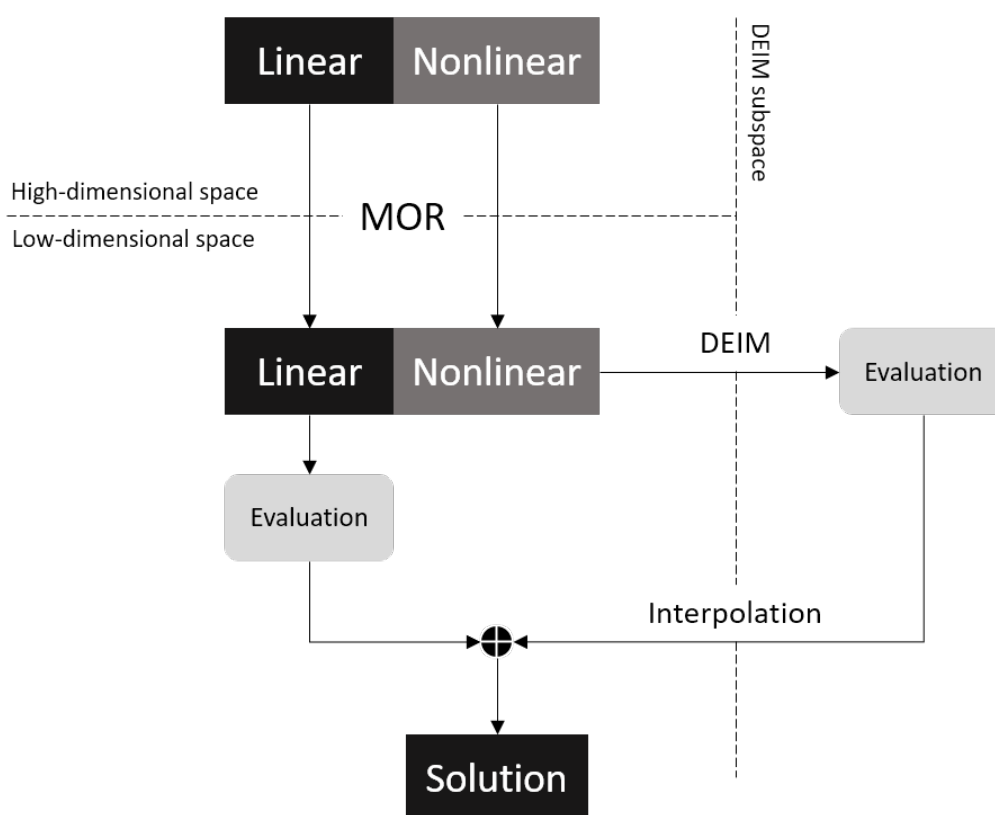 Linear Nonlinear
DEIM subspace
High-dimensional space
MOR
Low-dimensional space
Linear Nonlinear
DEIM
Evaluation
Evaluation
Interpolation
Solution